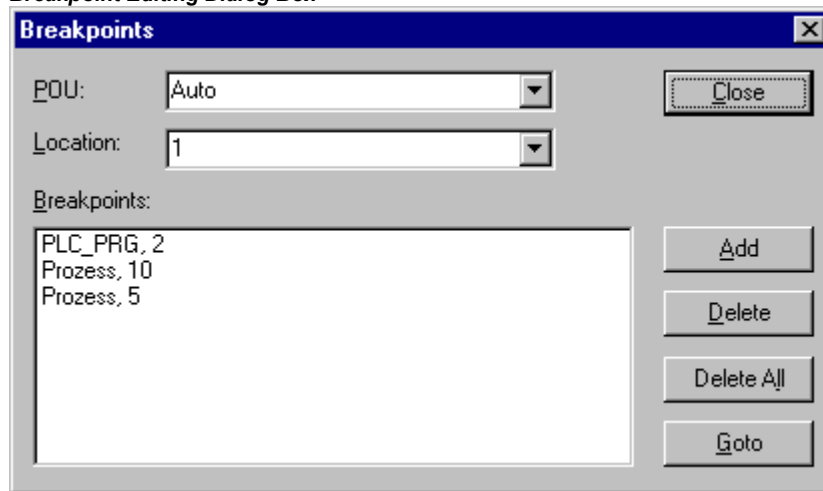 Breakpoint Editing Dialog Box
Breakpoints
POU:
Auto
Close
Location:
1
Breakpoints:
PLC_PRG, 2
Prozess, 10
Prozess, 5
Add
Delete
Delete All
Goto